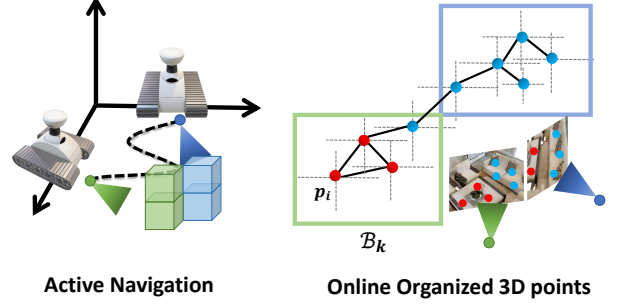 p_i
ℬ_k
Active Navigation
Online Organized 3D points